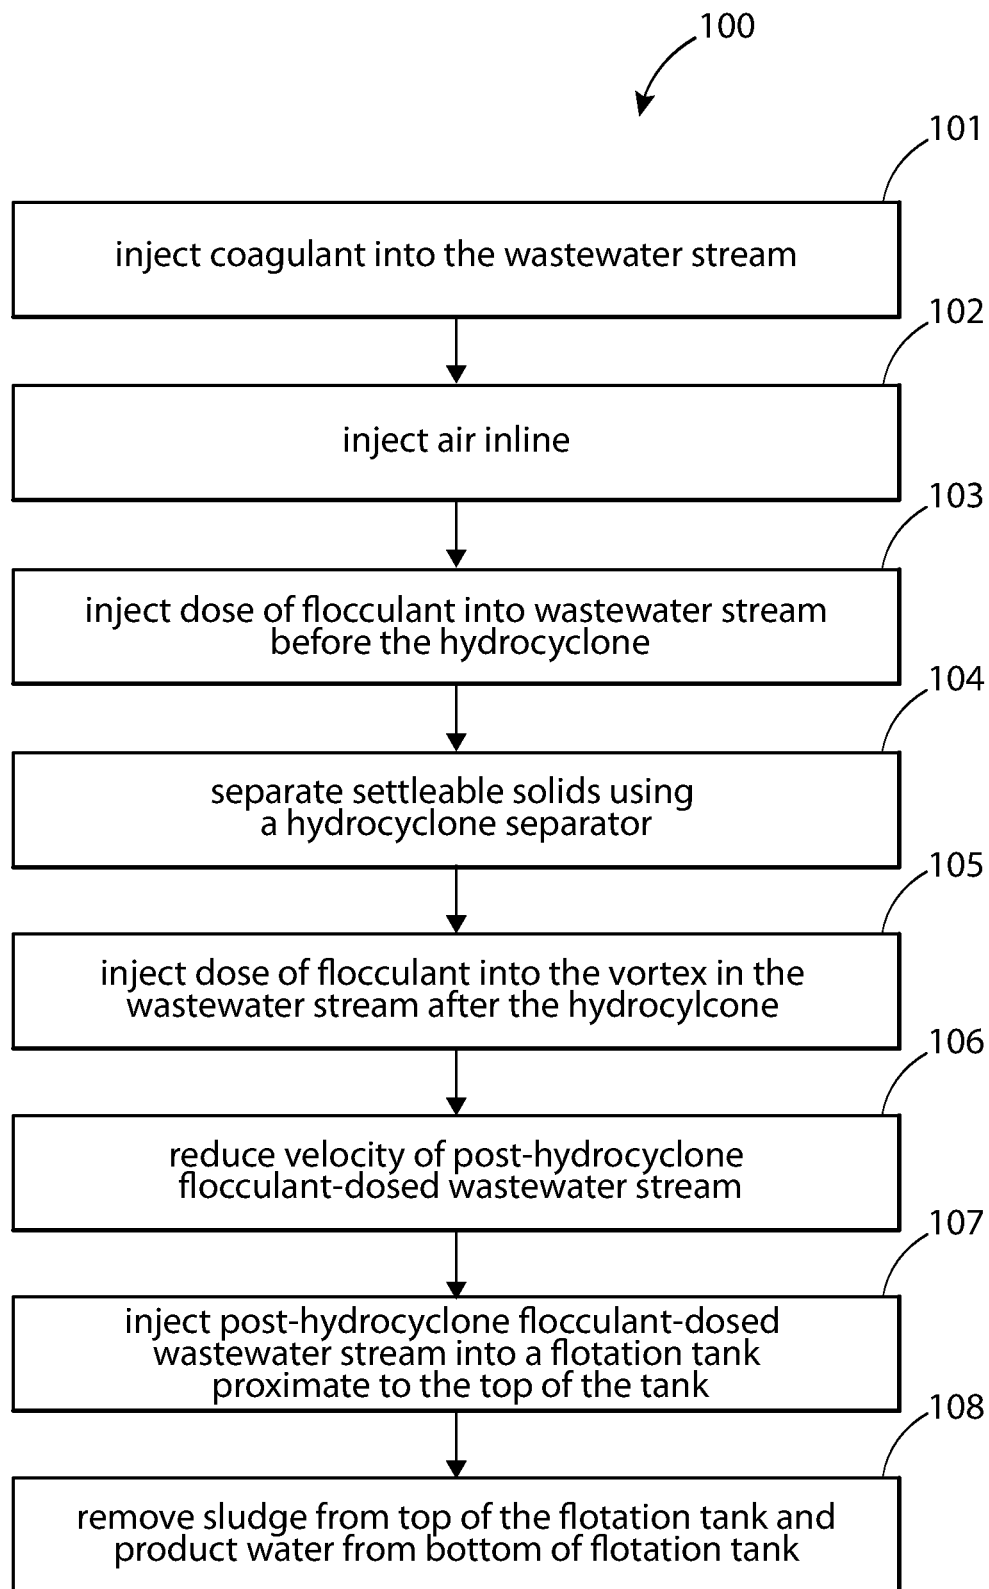 100
101
inject coagulant into the wastewater stream
102
inject air inline
103
inject dose of flocculant into wastewater stream
before the hydrocyclone
104
separate settleable solids using
a hydrocyclone separator
105
inject dose of flocculant into the vortex in the
wastewater stream after the hydrocylcone
106
reduce velocity of post-hydrocyclone
flocculant-dosed wastewater stream
107
inject post-hydrocyclone flocculant-dosed
wastewater stream into a flotation tank
proximate to the top of the tank
108
remove sludge from top of the flotation tank and
product water from bottom of flotation tank